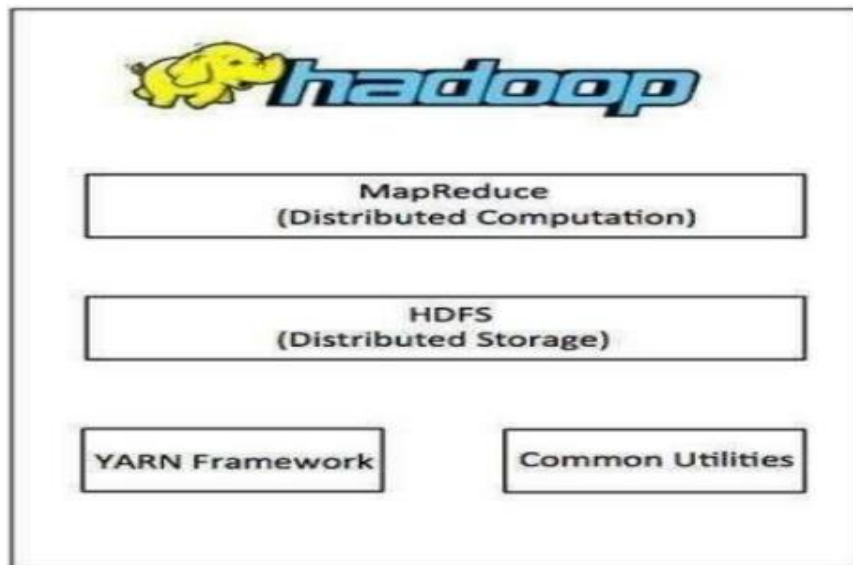 hadoop
MapReduce
(Distributed Computation)
HDFS
(Distributed Storage)
YARN Framework
Common Utilities